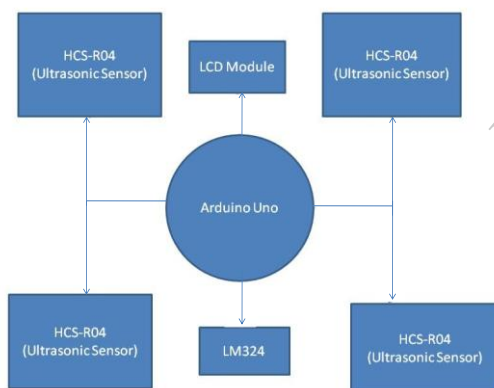 HCS-R04
(Ultrasonic Sensor)
LCD Module
HCS-R04
(Ultrasonic Sensor)
Arduino Uno
HCS-R04
(Ultrasonic Sensor)
LM324
HCS-R04
(Ultrasonic Sensor)